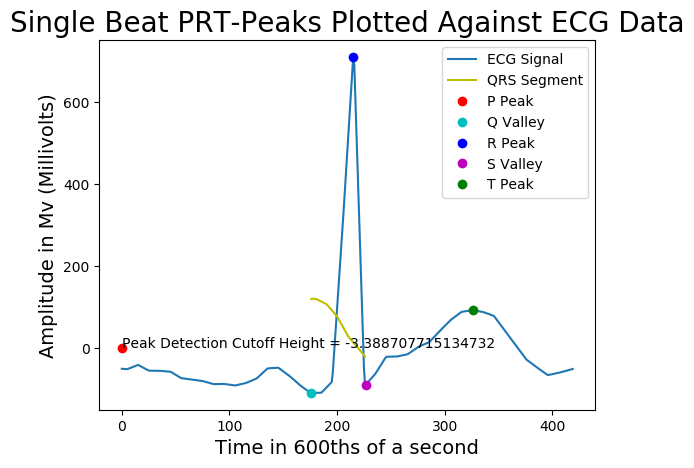 Single Beat PRT-Peaks Plotted Against ECG Data
ECG Signal
QRS Segment
P Peak
Q Valley
R Peak
S Valley
T Peak
600
400
200
0
Amplitude in Mv (Millivolts)
Peak Detection Cutoff Height = -3.388707715134732
0
100
200
300
400
Time in 600ths of a second